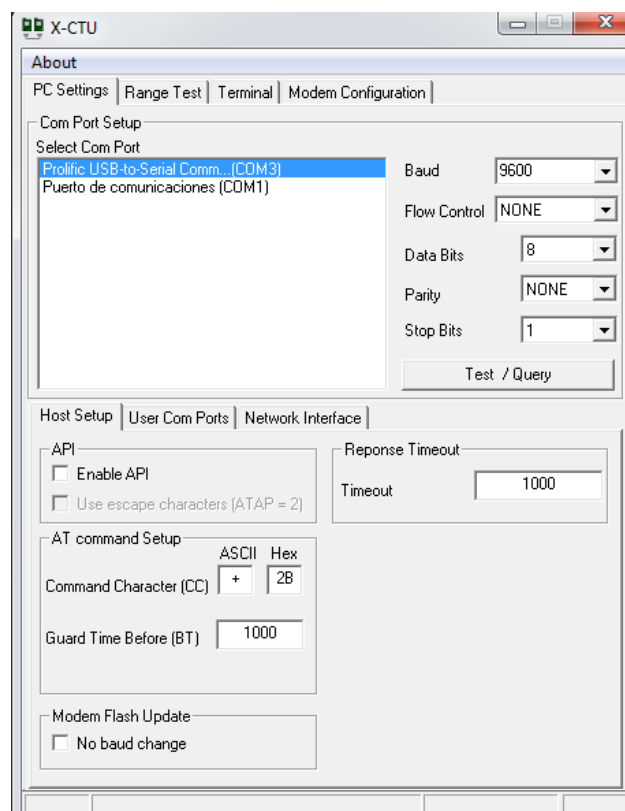 X-CTU
About
PC Settings Range Test Terminal Modem Configuration
Com Port Setup
Select Com Port
Prolific USB-to-Serial Comm...(COM3)
Puerto de comunicaciones (COM1)
Baud 9600
Flow Control NONE
Data Bits 8
Parity NONE
Stop Bits 1
Test / Query
Host Setup User Com Ports Network Interface
API
Enable API
Use escape characters (ATAP = 2)
Reponse Timeout
Timeout 1000
AT command Setup
ASCII Hex
Command Character (CC) + 2B
Guard Time Before (BT) 1000
Modem Flash Update
No baud change